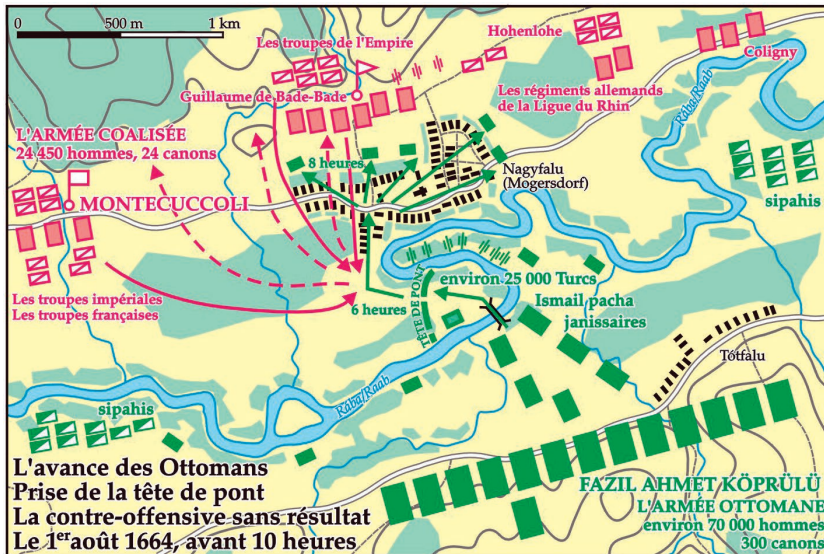 0 500 m 1 km
Les troupes de l'Empire
Hohenlohe
Coligny
Guillaume de Bade-Bade
Les régiments allemands
de la Ligue du Rhin
Rába/Raab
L'ARMÉE COALISÉE
24 450 hommes, 24 canons
8 heures
Nagyfalu
(Mogersdorf)
sipahis
MONTECUCCOLI
environ 25 000 Turcs
Ismail pacha
janissaires
TÊTE DE PONT
6 heures
Les troupes impériales
Les troupes françaises
Tótfalu
Rába/Raab
sipahis
L'avance des Ottomans
Prise de la tête de pont
La contre-offensive sans résultat
Le 1er août 1664, avant 10 heures
FAZIL AHMET KÖPRÜLÜ
L'ARMÉE OTTOMANE
environ 70 000 hommes
300 canons